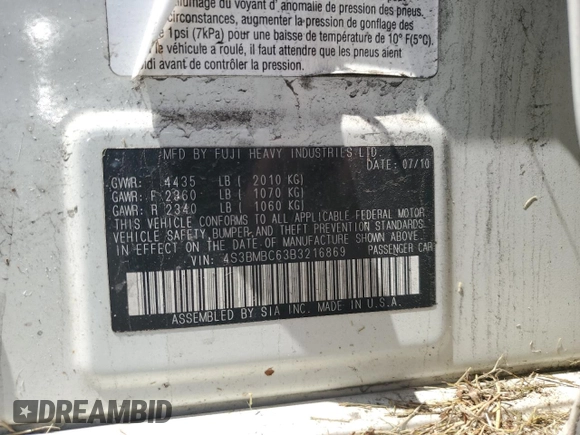 allumage du voyant d'anomalie de pression des pneus.
circonstances, augmenter la pression de gonflage des
e 1psi (7kPa) pour une baisse de température de 10° F(5°C).
le véhicule a roulé, il faut attendre que les pneus aient
di avant de contrôler la pression.
MFD BY FUJI HEAVY INDUSTRIES LTD.
DATE: 07/10
GVWR: 4435 LB ( 2010 KG)
GAWR: F 2360 LB ( 1070 KG)
GAWR: R 2340 LB ( 1060 KG)
THIS VEHICLE CONFORMS TO ALL APPLICABLE FEDERAL MOTOR
VEHICLE SAFETY, BUMPER, AND THEFT PREVENTION STANDARDS
IN EFFECT ON THE DATE OF MANUFACTURE SHOWN ABOVE.
VIN: 4S3BMBC63B3216869 PASSENGER CAR
ASSEMBLED BY SIA INC. MADE IN U.S.A.
DREAMBID